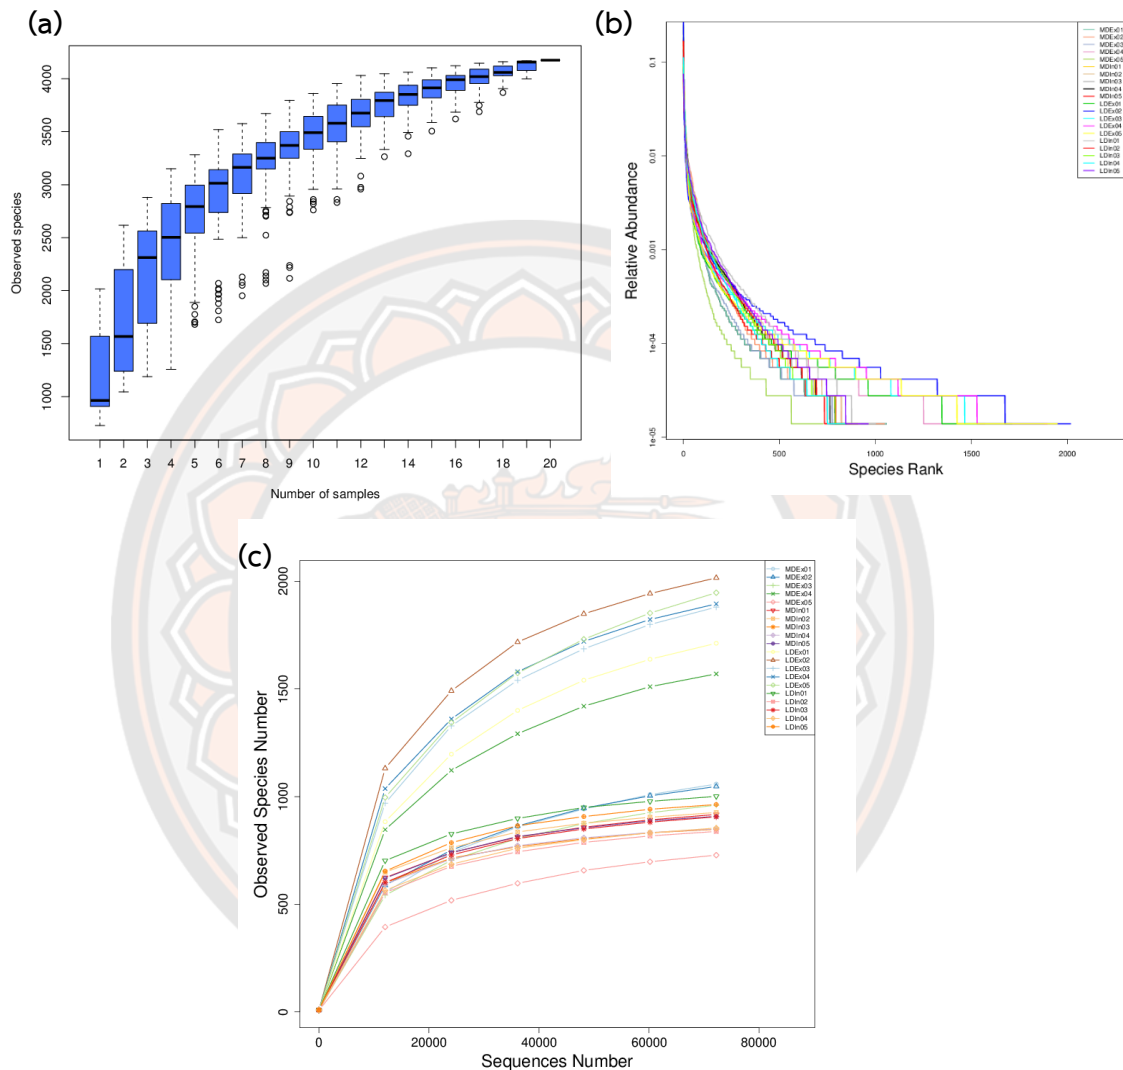 (a)
Observed species
4000
3500
3000
2500
2000
1500
1000
1 2 3 4 5 6 7 8 9 10 11 12 14 16 18 20
Number of samples
(b)
Relative Abundance
0.1
0.01
0.001
1e-04
1e-05
0 500 1000 1500 2000
Species Rank
MDEx01
MDEx02
MDEx03
MDEx04
MDEx05
MDIn01
MDIn02
MDIn03
MDIn04
MDIn05
LDEx01
LDEx02
LDEx03
LDEx04
LDEx05
LDIn01
LDIn02
LDIn03
LDIn04
LDIn05
(c)
Observed Species Number
2000
1500
1000
500
0
0 20000 40000 60000 80000
Sequences Number
MDEx01
MDEx02
MDEx03
MDEx04
MDEx05
MDIn01
MDIn02
MDIn03
MDIn04
MDIn05
LDEx01
LDEx02
LDEx03
LDEx04
LDEx05
LDIn01
LDIn02
LDIn03
LDIn04
LDIn05